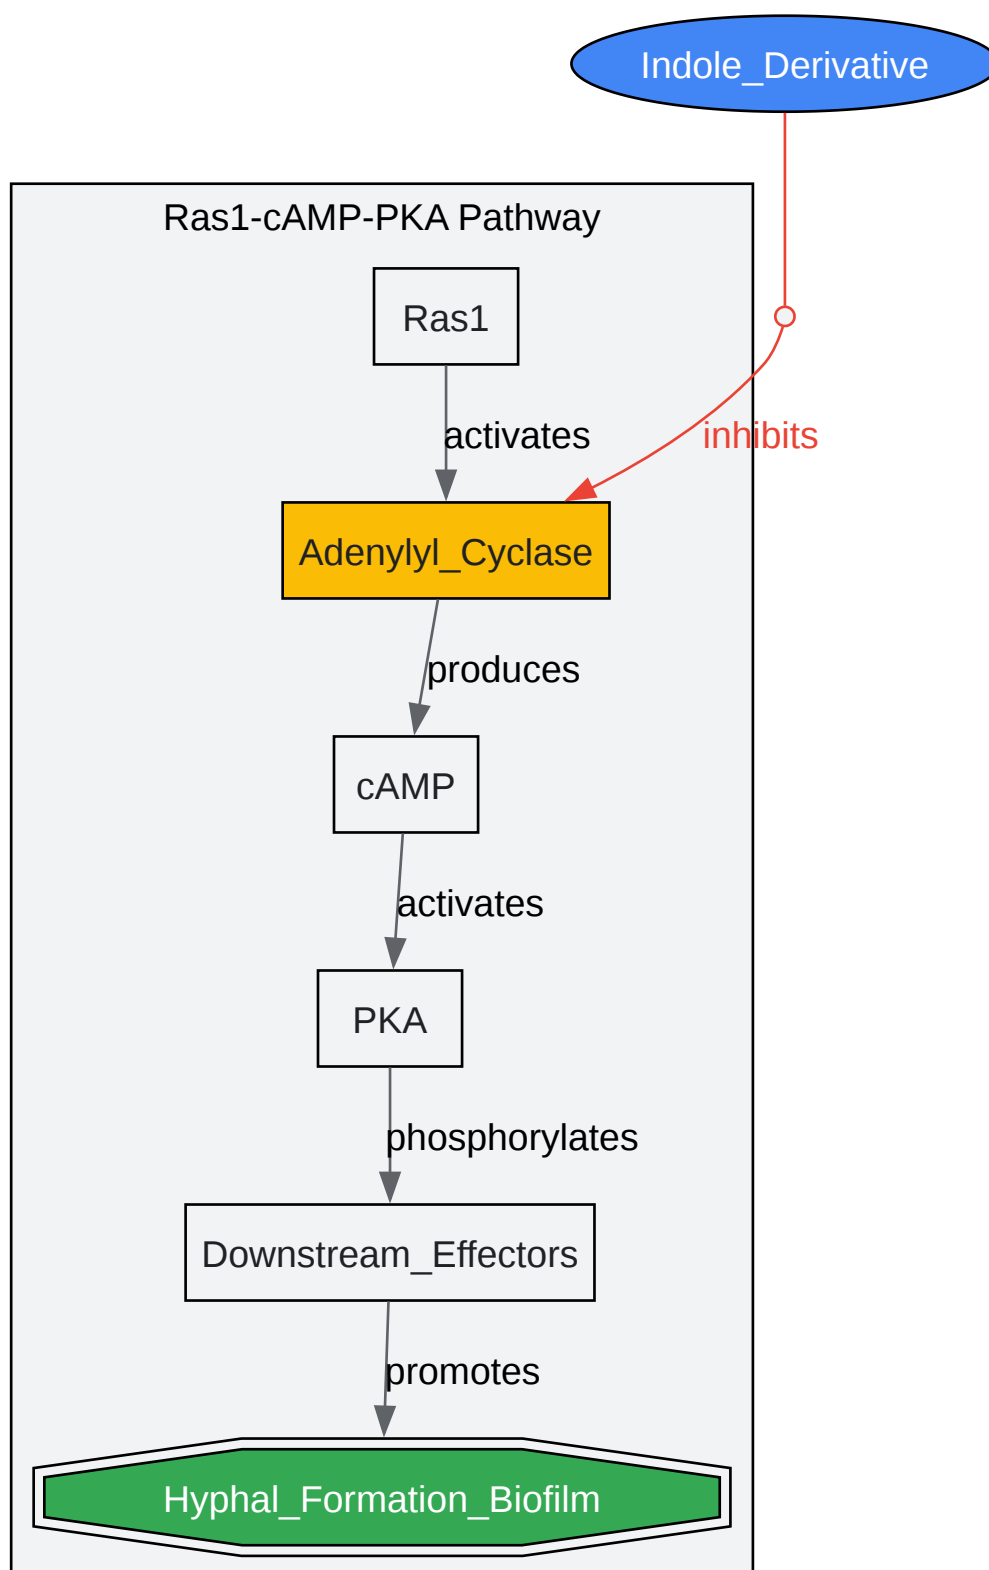 Indole_Derivative
Ras1-cAMP-PKA Pathway
Ras1
activates
inhibits
Adenylyl_Cyclase
produces
cAMP
activates
PKA
phosphorylates
Downstream_Effectors
promotes
Hyphal_Formation_Biofilm